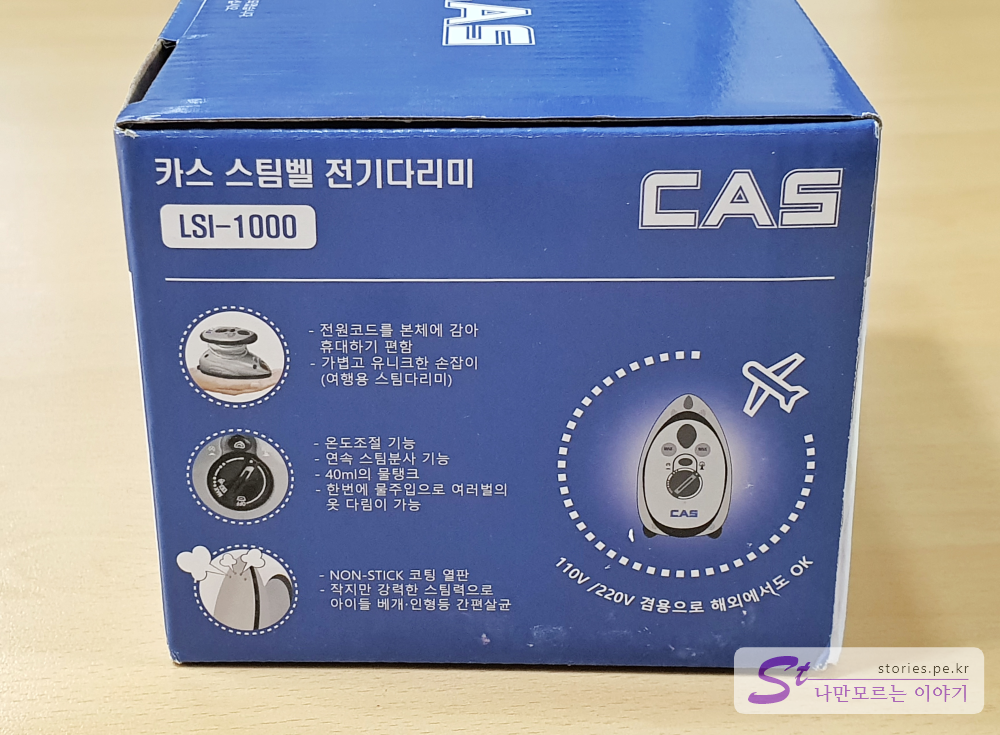 CAS
카스 스팀벨 전기다리미
CAS
LSI-1000
- 전원코드를 본체에 감아
휴대하기 편함
- 가볍고 유니크한 손잡이
(여행용 스팀다리미)
- 온도조절 기능
- 연속 스팀분사 기능
- 40ml의 물탱크
- 한번에 물주입으로 여러벌의
옷 다림이 가능
- NON-STICK 코팅 열판
- 작지만 강력한 스팀력으로
아이들 베개·인형등 간편살균
CAS
110V /220V 겸용으로 해외에서도 OK
St
stories.pe.kr
나만모르는 이야기